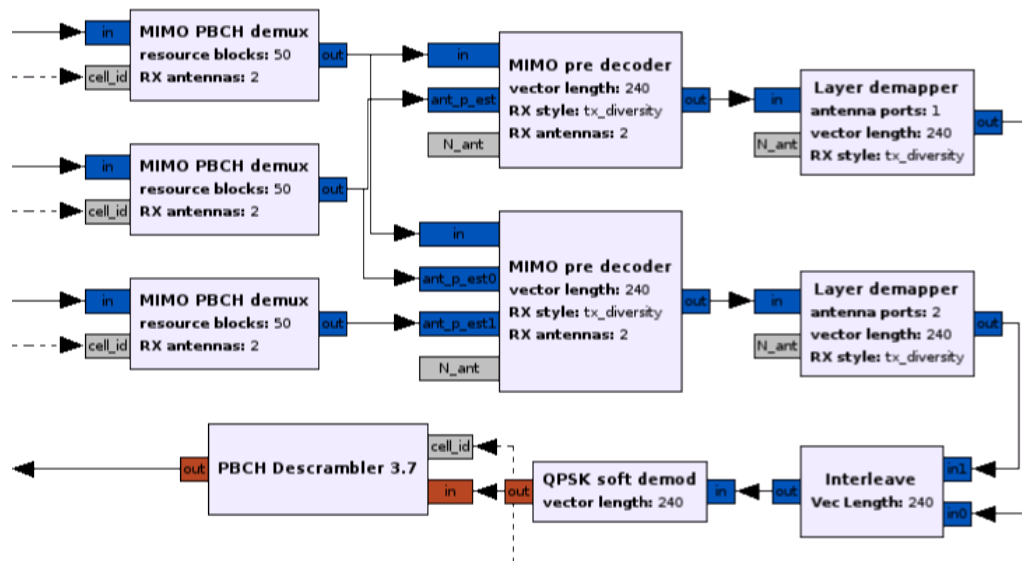 in
cell_id
MIMO PBCH demux
resource blocks: 50
RX antennas: 2
out
in
ant_p_est
N_ant
MIMO pre decoder
vector length: 240
RX style: tx_diversity
RX antennas: 2
out
in
N_ant
Layer demapper
antenna ports: 1
vector length: 240
RX style: tx_diversity
out
in
cell_id
MIMO PBCH demux
resource blocks: 50
RX antennas: 2
out
in
ant_p_est0
ant_p_est1
N_ant
MIMO pre decoder
vector length: 240
RX style: tx_diversity
RX antennas: 2
out
in
N_ant
Layer demapper
antenna ports: 2
vector length: 240
RX style: tx_diversity
out
in
cell_id
MIMO PBCH demux
resource blocks: 50
RX antennas: 2
out
out
PBCH Descrambler 3.7
cell_id
in
out
QPSK soft demod
vector length: 240
in
out
Interleave
Vec Length: 240
in1
in0